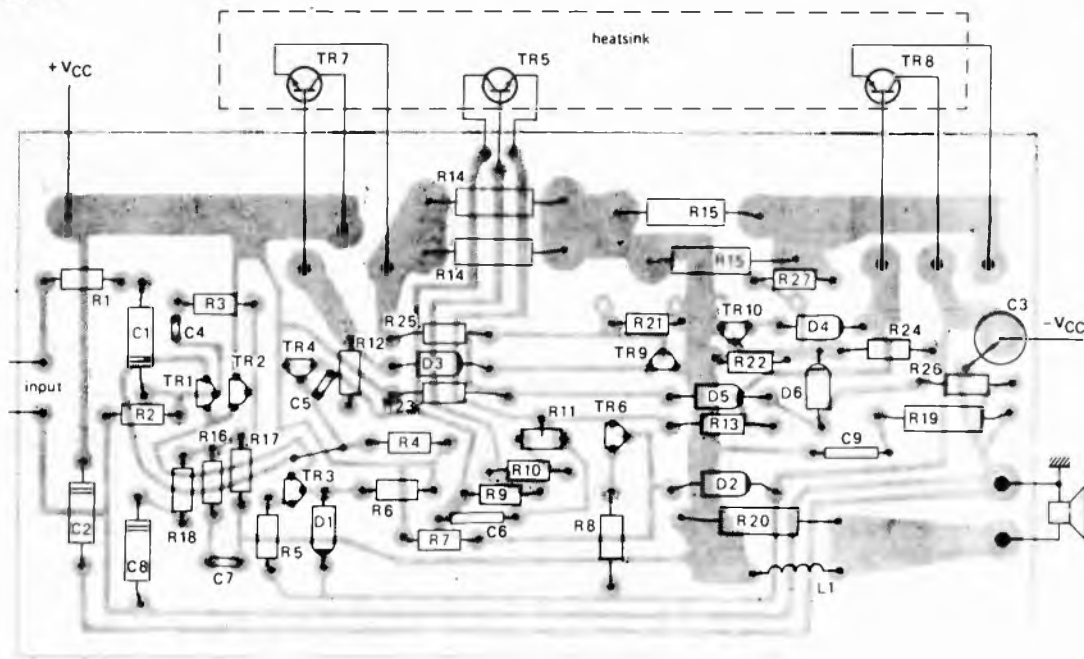 heatsink
TR7
TR5
TR8
+ VCC
R14
R15
R14
R15
R27
R1
C3
R3
C1
C4
R25
R21
TR10
D4
R24
-VCC
TR4
R12
D3
TR9
R22
D6
R26
TR1
TR2
C5
input
R2
23
R11
TR6
D5
R13
R19
R16
R17
R4
C9
R10
TR3
R9
D2
R6
C2
R18
D1
C6
R8
R20
C8
R5
R7
C7
L1